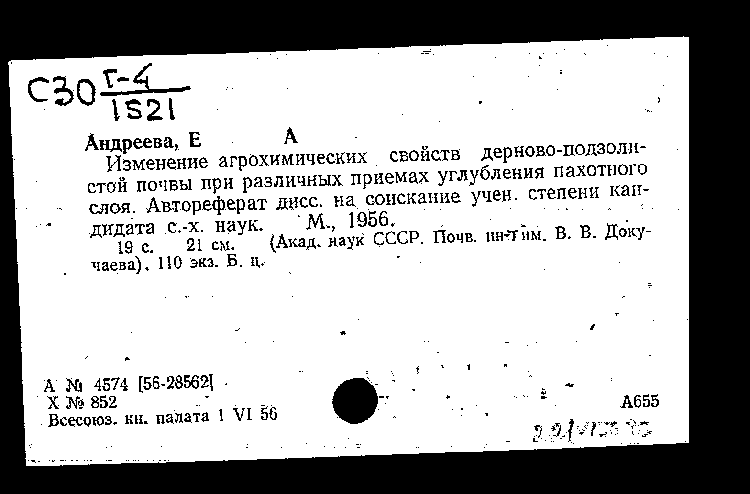 С30 Г-4
1521
Андреева, Е А
Изменение агрохимических свойств дерново-подзоли-
стой почвы при различных приемах углубления пахотного
слоя. Автореферат дисс. на соискание учен. степени кан-
дидата с.-х. наук. М., 1956.
19 с. 21 см. (Акад. наук СССР. Почв. ин-т им. В. В. Доку-
чаева). 110 экз. Б. ц.
А № 4574 [56-28562]
Х № 852
Всесоюз. кн. палата 1 VI 56
А655